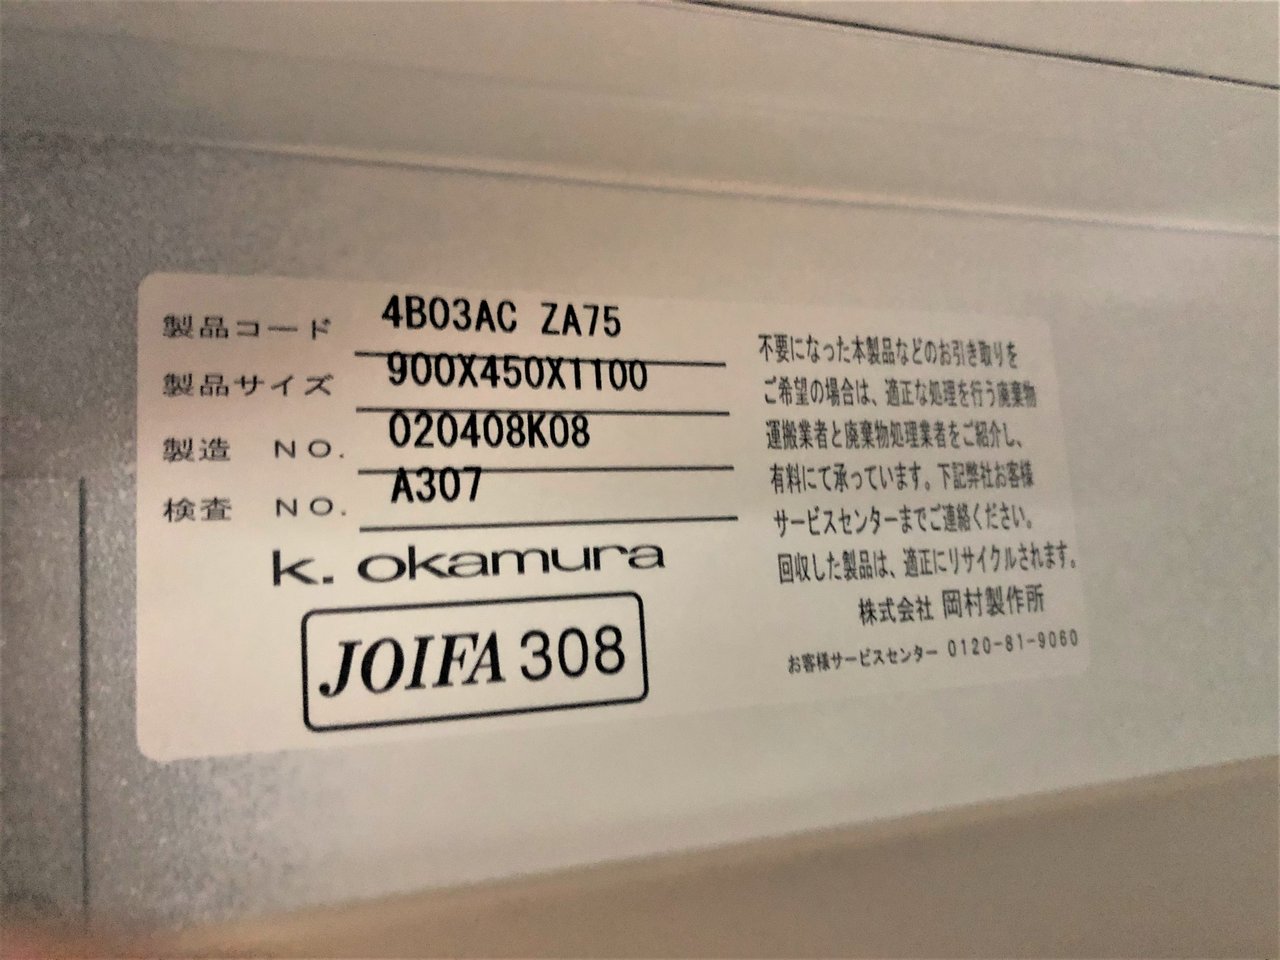 製品コード 4B03AC ZA75
製品サイズ 900X450X1100
製造 NO. 020408K08
検査 NO. A307
k. okamura
JOIFA 308
不要になった本製品などのお引き取りを
ご希望の場合は、適正な処理を行う廃棄物
運搬業者と廃棄物処理業者をご紹介し、
有料にて承っています。下記弊社お客様
サービスセンターまでご連絡ください。
回収した製品は、適正にリサイクルされます。
株式会社 岡村製作所
お客様サービスセンター 0120-81-9060